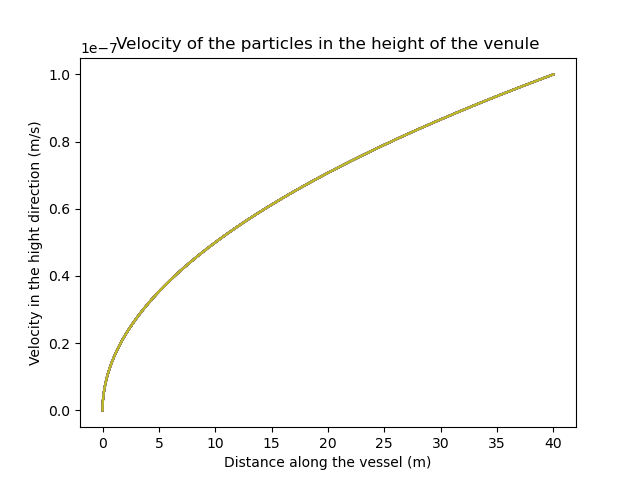 Velocity of the particles in the height of the venule
1e−7
1.0
0.8
0.6
0.4
0.2
0.0
Velocity in the hight direction (m/s)
0 5 10 15 20 25 30 35 40
Distance along the vessel (m)